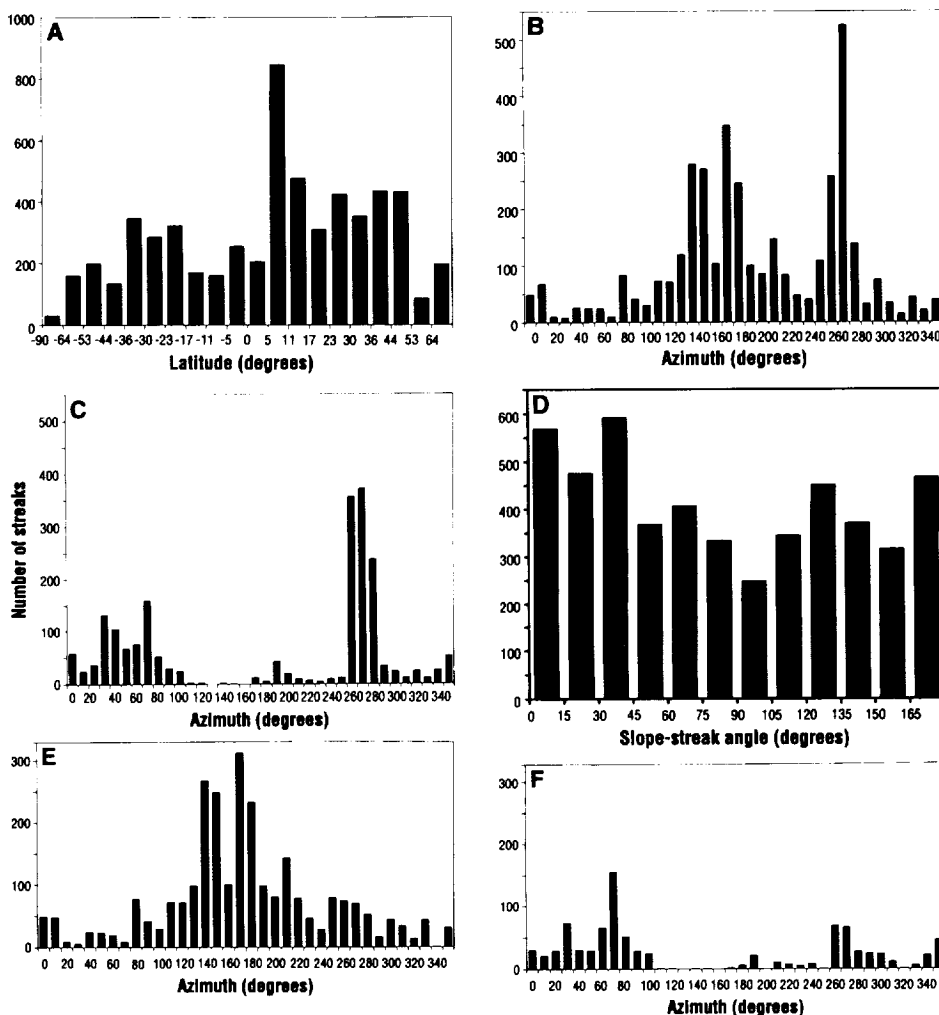 A
1000
800
600
400
200
0
-90 -64 -53 -44 -36 -30 -23 -17 -11 -5 0 5 11 17 23 30 36 44 53 64
Latitude (degrees)
B
500
400
300
200
100
0
0 20 40 60 80 100 120 140 160 180 200 220 240 260 280 300 320 340
Azimuth (degrees)
C
500
400
300
200
100
0
Number of streaks
0 20 40 60 80 100 120 140 160 180 200 220 240 260 280 300 320 340
Azimuth (degrees)
D
600
500
450
400
300
200
200
100
0
0 15 30 45 60 75 90 105 120 135 150 165
Slope-streak angle (degrees)
E
300
200
100
0
0 20 40 60 80 100 120 140 160 180 200 220 240 260 280 300 320 340
Azimuth (degrees)
F
300
200
100
0
0 20 40 60 80 100 120 140 160 180 200 220 240 260 280 300 320 340
Azimuth (degrees)